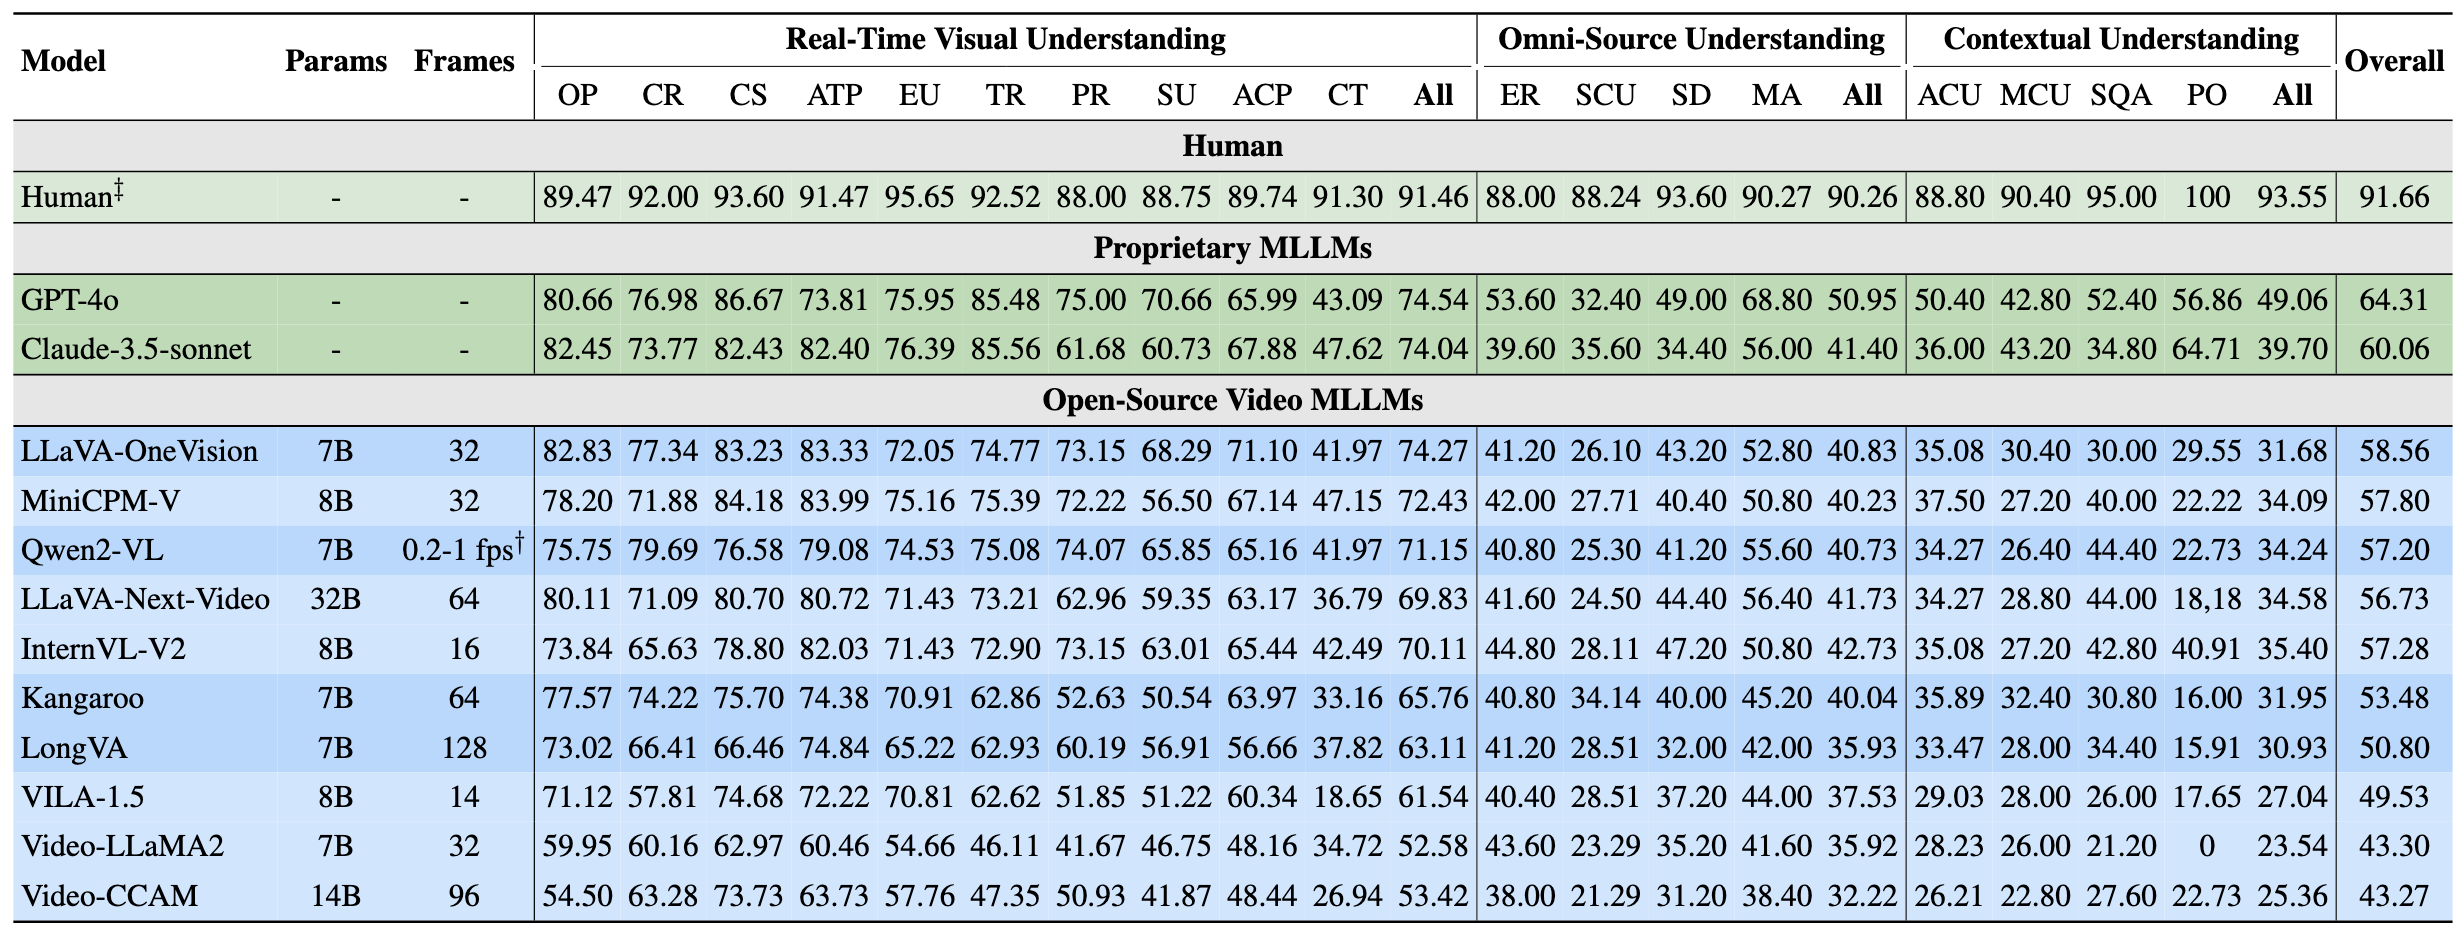 Model Params Frames Real-Time Visual Understanding Omni-Source Understanding Contextual Understanding Overall
OP CR CS ATP EU TR PR SU ACP CT All ER SCU SD MA All ACU MCU SQA PO All
Human
Human‡ - - 89.47 92.00 93.60 91.47 95.65 92.52 88.00 88.75 89.74 91.30 91.46 88.00 88.24 93.60 90.27 90.26 88.80 90.40 95.00 100 93.55 91.66
Proprietary MLLMs
GPT-4o - - 80.66 76.98 86.67 73.81 75.95 85.48 75.00 70.66 65.99 43.09 74.54 53.60 32.40 49.00 68.80 50.95 50.40 42.80 52.40 56.86 49.06 64.31
Claude-3.5-sonnet - - 82.45 73.77 82.43 82.40 76.39 85.56 61.68 60.73 67.88 47.62 74.04 39.60 35.60 34.40 56.00 41.40 36.00 43.20 34.80 64.71 39.70 60.06
Open-Source Video MLLMs
LLaVA-OneVision 7B 32 82.83 77.34 83.23 83.33 72.05 74.77 73.15 68.29 71.10 41.97 74.27 41.20 26.10 43.20 52.80 40.83 35.08 30.40 30.00 29.55 31.68 58.56
MiniCPM-V 8B 32 78.20 71.88 84.18 83.99 75.16 75.39 72.22 56.50 67.14 47.15 72.43 42.00 27.71 40.40 50.80 40.23 37.50 27.20 40.00 22.22 34.09 57.80
Qwen2-VL 7B 0.2-1 fps† 75.75 79.69 76.58 79.08 74.53 75.08 74.07 65.85 65.16 41.97 71.15 40.80 25.30 41.20 55.60 40.73 34.27 26.40 44.40 22.73 34.24 57.20
LLaVA-Next-Video 32B 64 80.11 71.09 80.70 80.72 71.43 73.21 62.96 59.35 63.17 36.79 69.83 41.60 24.50 44.40 56.40 41.73 34.27 28.80 44.00 18,18 34.58 56.73
InternVL-V2 8B 16 73.84 65.63 78.80 82.03 71.43 72.90 73.15 63.01 65.44 42.49 70.11 44.80 28.11 47.20 50.80 42.73 35.08 27.20 42.80 40.91 35.40 57.28
Kangaroo 7B 64 77.57 74.22 75.70 74.38 70.91 62.86 52.63 50.54 63.97 33.16 65.76 40.80 34.14 40.00 45.20 40.04 35.89 32.40 30.80 16.00 31.95 53.48
LongVA 7B 128 73.02 66.41 66.46 74.84 65.22 62.93 60.19 56.91 56.66 37.82 63.11 41.20 28.51 32.00 42.00 35.93 33.47 28.00 34.40 15.91 30.93 50.80
VILA-1.5 8B 14 71.12 57.81 74.68 72.22 70.81 62.62 51.85 51.22 60.34 18.65 61.54 40.40 28.51 37.20 44.00 37.53 29.03 28.00 26.00 17.65 27.04 49.53
Video-LLaMA2 7B 32 59.95 60.16 62.97 60.46 54.66 46.11 41.67 46.75 48.16 34.72 52.58 43.60 23.29 35.20 41.60 35.92 28.23 26.00 21.20 0 23.54 43.30
Video-CCAM 14B 96 54.50 63.28 73.73 63.73 57.76 47.35 50.93 41.87 48.44 26.94 53.42 38.00 21.29 31.20 38.40 32.22 26.21 22.80 27.60 22.73 25.36 43.27